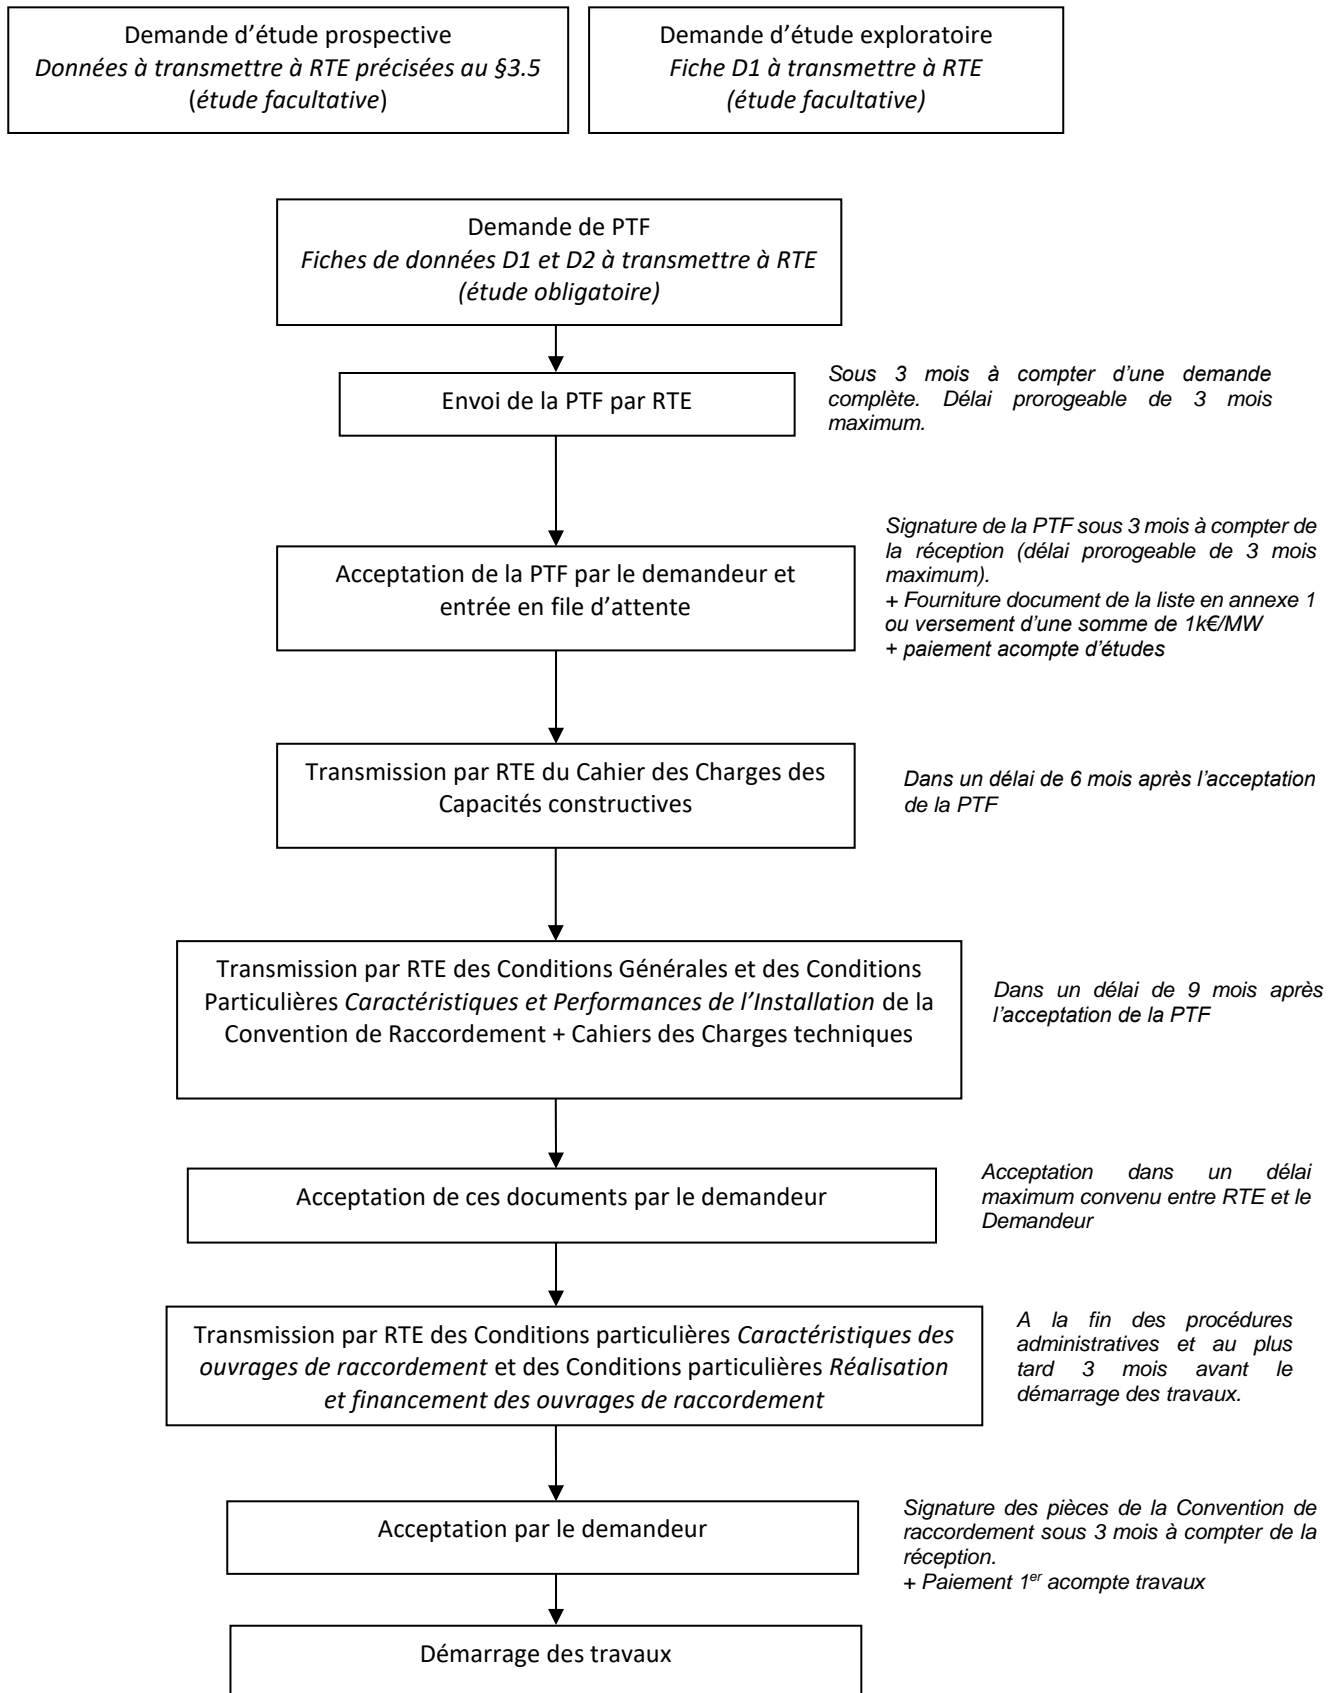 Demande d’étude prospective
Données à transmettre à RTE précisées au §3.5
(étude facultative)
Demande d’étude exploratoire
Fiche D1 à transmettre à RTE
(étude facultative)
Demande de PTF
Fiches de données D1 et D2 à transmettre à RTE
(étude obligatoire)
Envoi de la PTF par RTE
Sous 3 mois à compter d’une demande
complète. Délai prorogeable de 3 mois
maximum.
Acceptation de la PTF par le demandeur et
entrée en file d’attente
Signature de la PTF sous 3 mois à compter de
la réception (délai prorogeable de 3 mois
maximum).
+ Fourniture document de la liste en annexe 1
ou versement d’une somme de 1k€/MW
+ paiement acompte d’études
Transmission par RTE du Cahier des Charges des
Capacités constructives
Dans un délai de 6 mois après l’acceptation
de la PTF
Transmission par RTE des Conditions Générales et des Conditions
Particulières Caractéristiques et Performances de l’Installation de la
Convention de Raccordement + Cahiers des Charges techniques
Dans un délai de 9 mois après
l’acceptation de la PTF
Acceptation de ces documents par le demandeur
Acceptation dans un délai
maximum convenu entre RTE et le
Demandeur
Transmission par RTE des Conditions particulières Caractéristiques des
ouvrages de raccordement et des Conditions particulières Réalisation
et financement des ouvrages de raccordement
A la fin des procédures
administratives et au plus
tard 3 mois avant le
démarrage des travaux.
Acceptation par le demandeur
Signature des pièces de la Convention de
raccordement sous 3 mois à compter de la
réception.
+ Paiement 1er acompte travaux
Démarrage des travaux